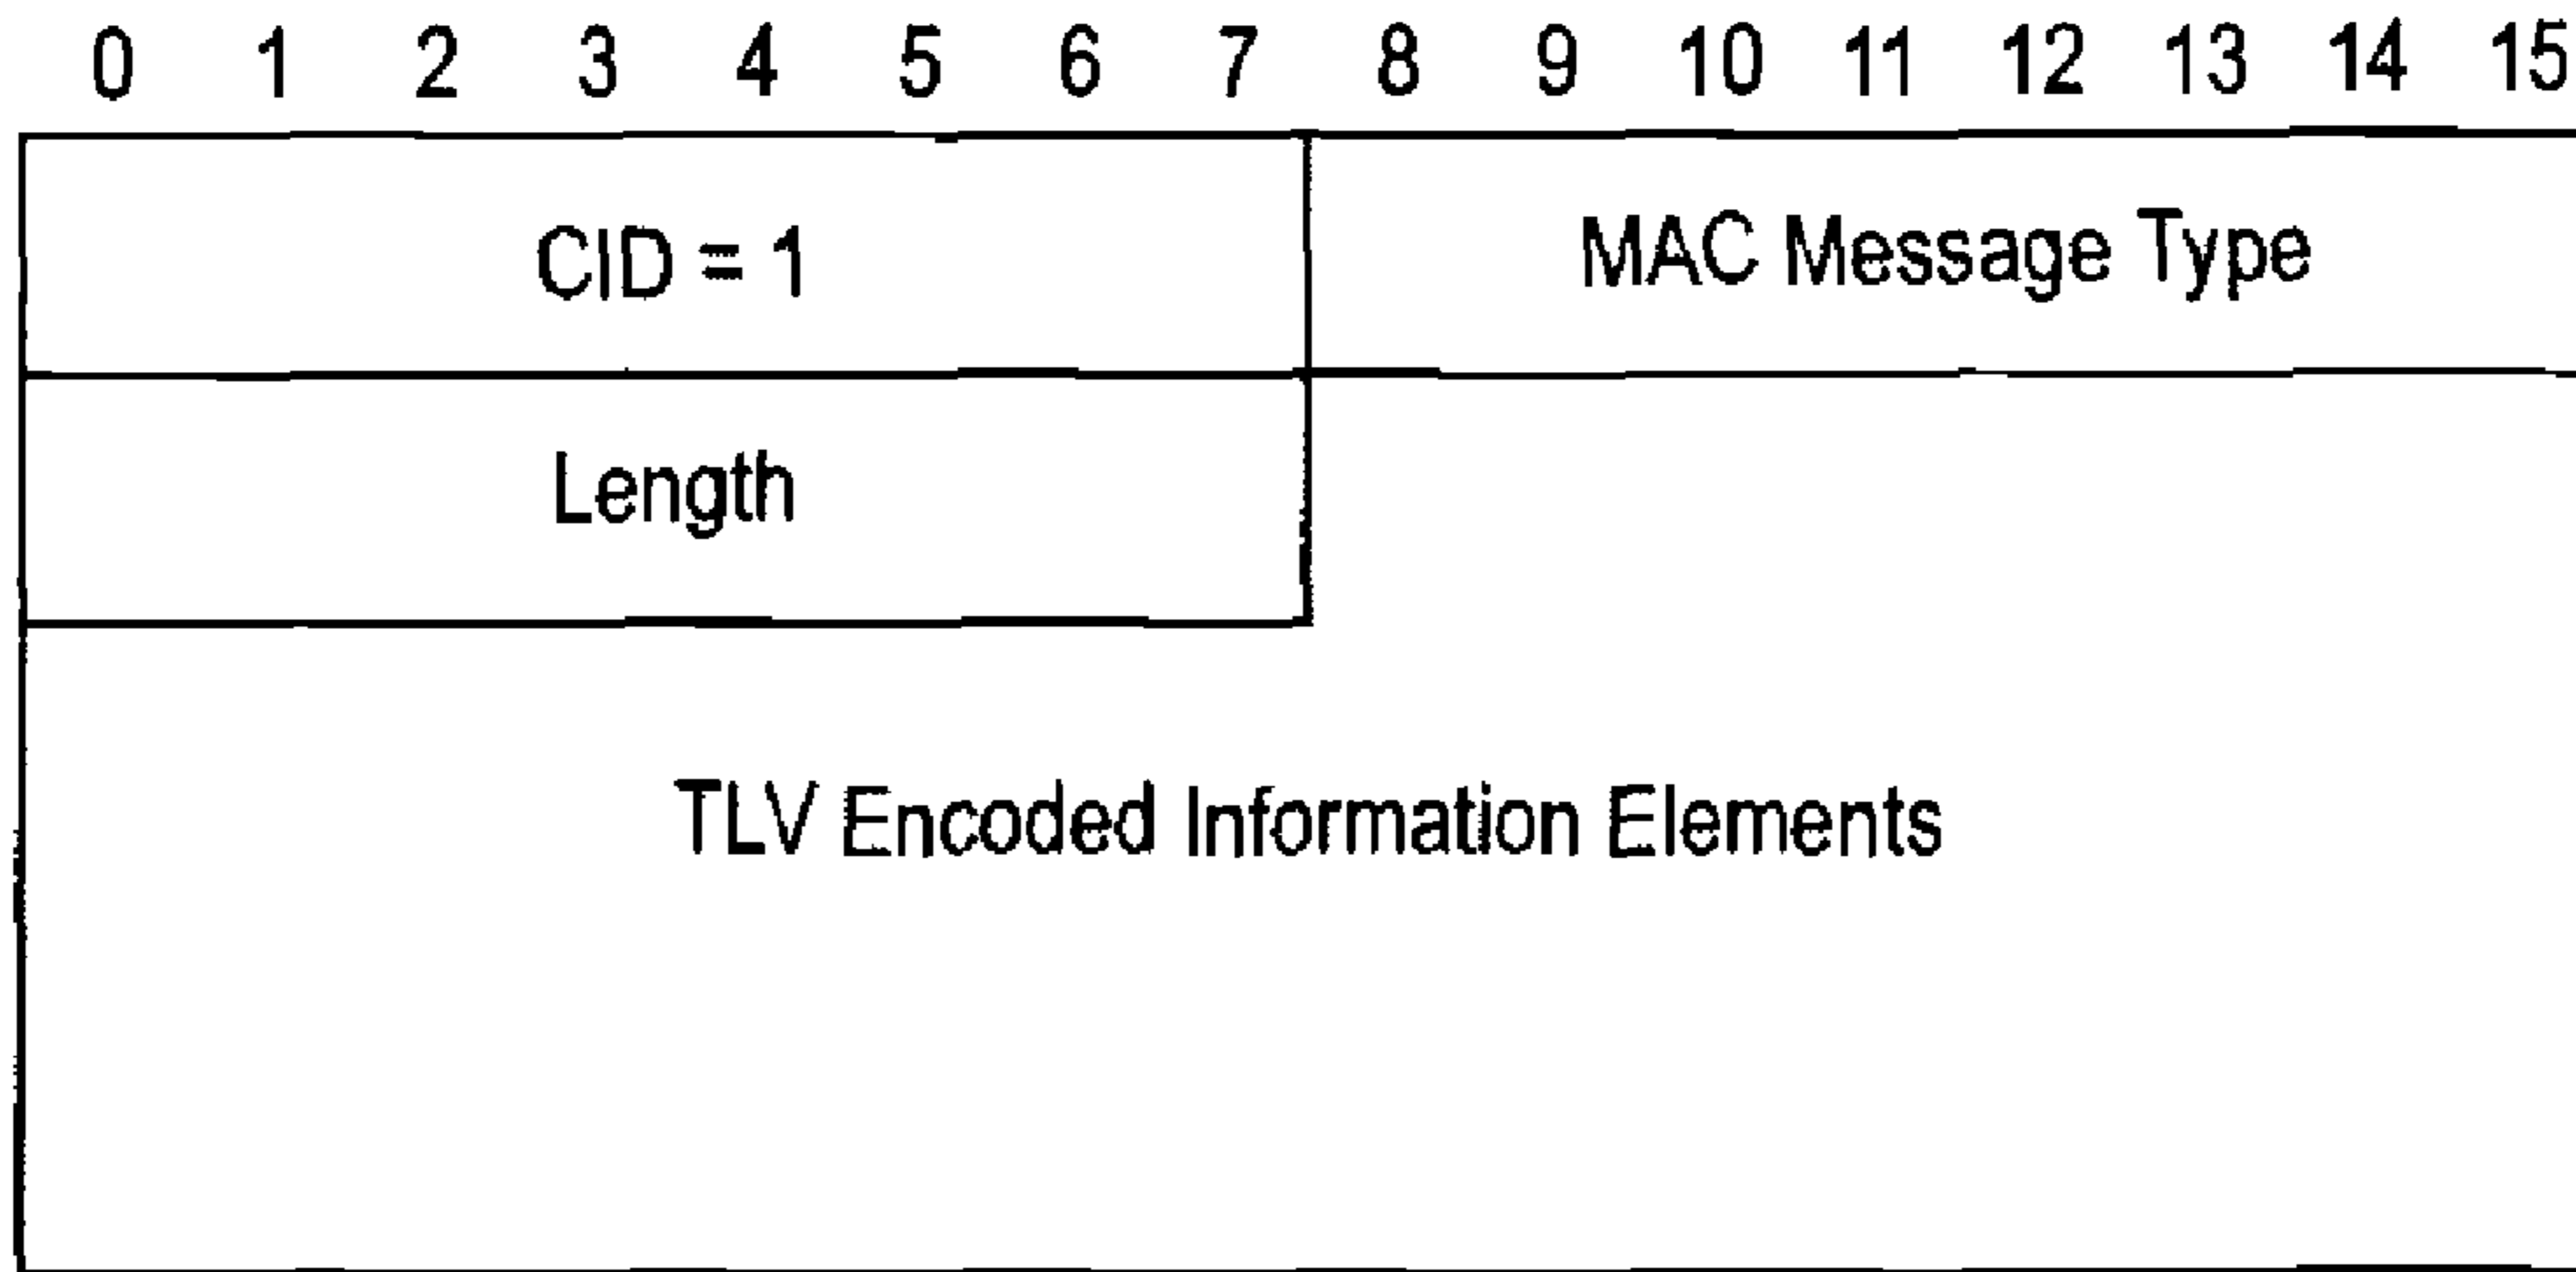 0 1 2 3 4 5 6 7 8 9 10 11 12 13 14 15
CID = 1 MAC Message Type
Length
TLV Encoded Information Elements